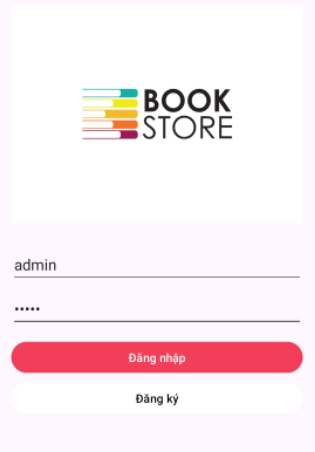 BOOK
STORE
admin
•••••
Đăng nhập
Đăng ký